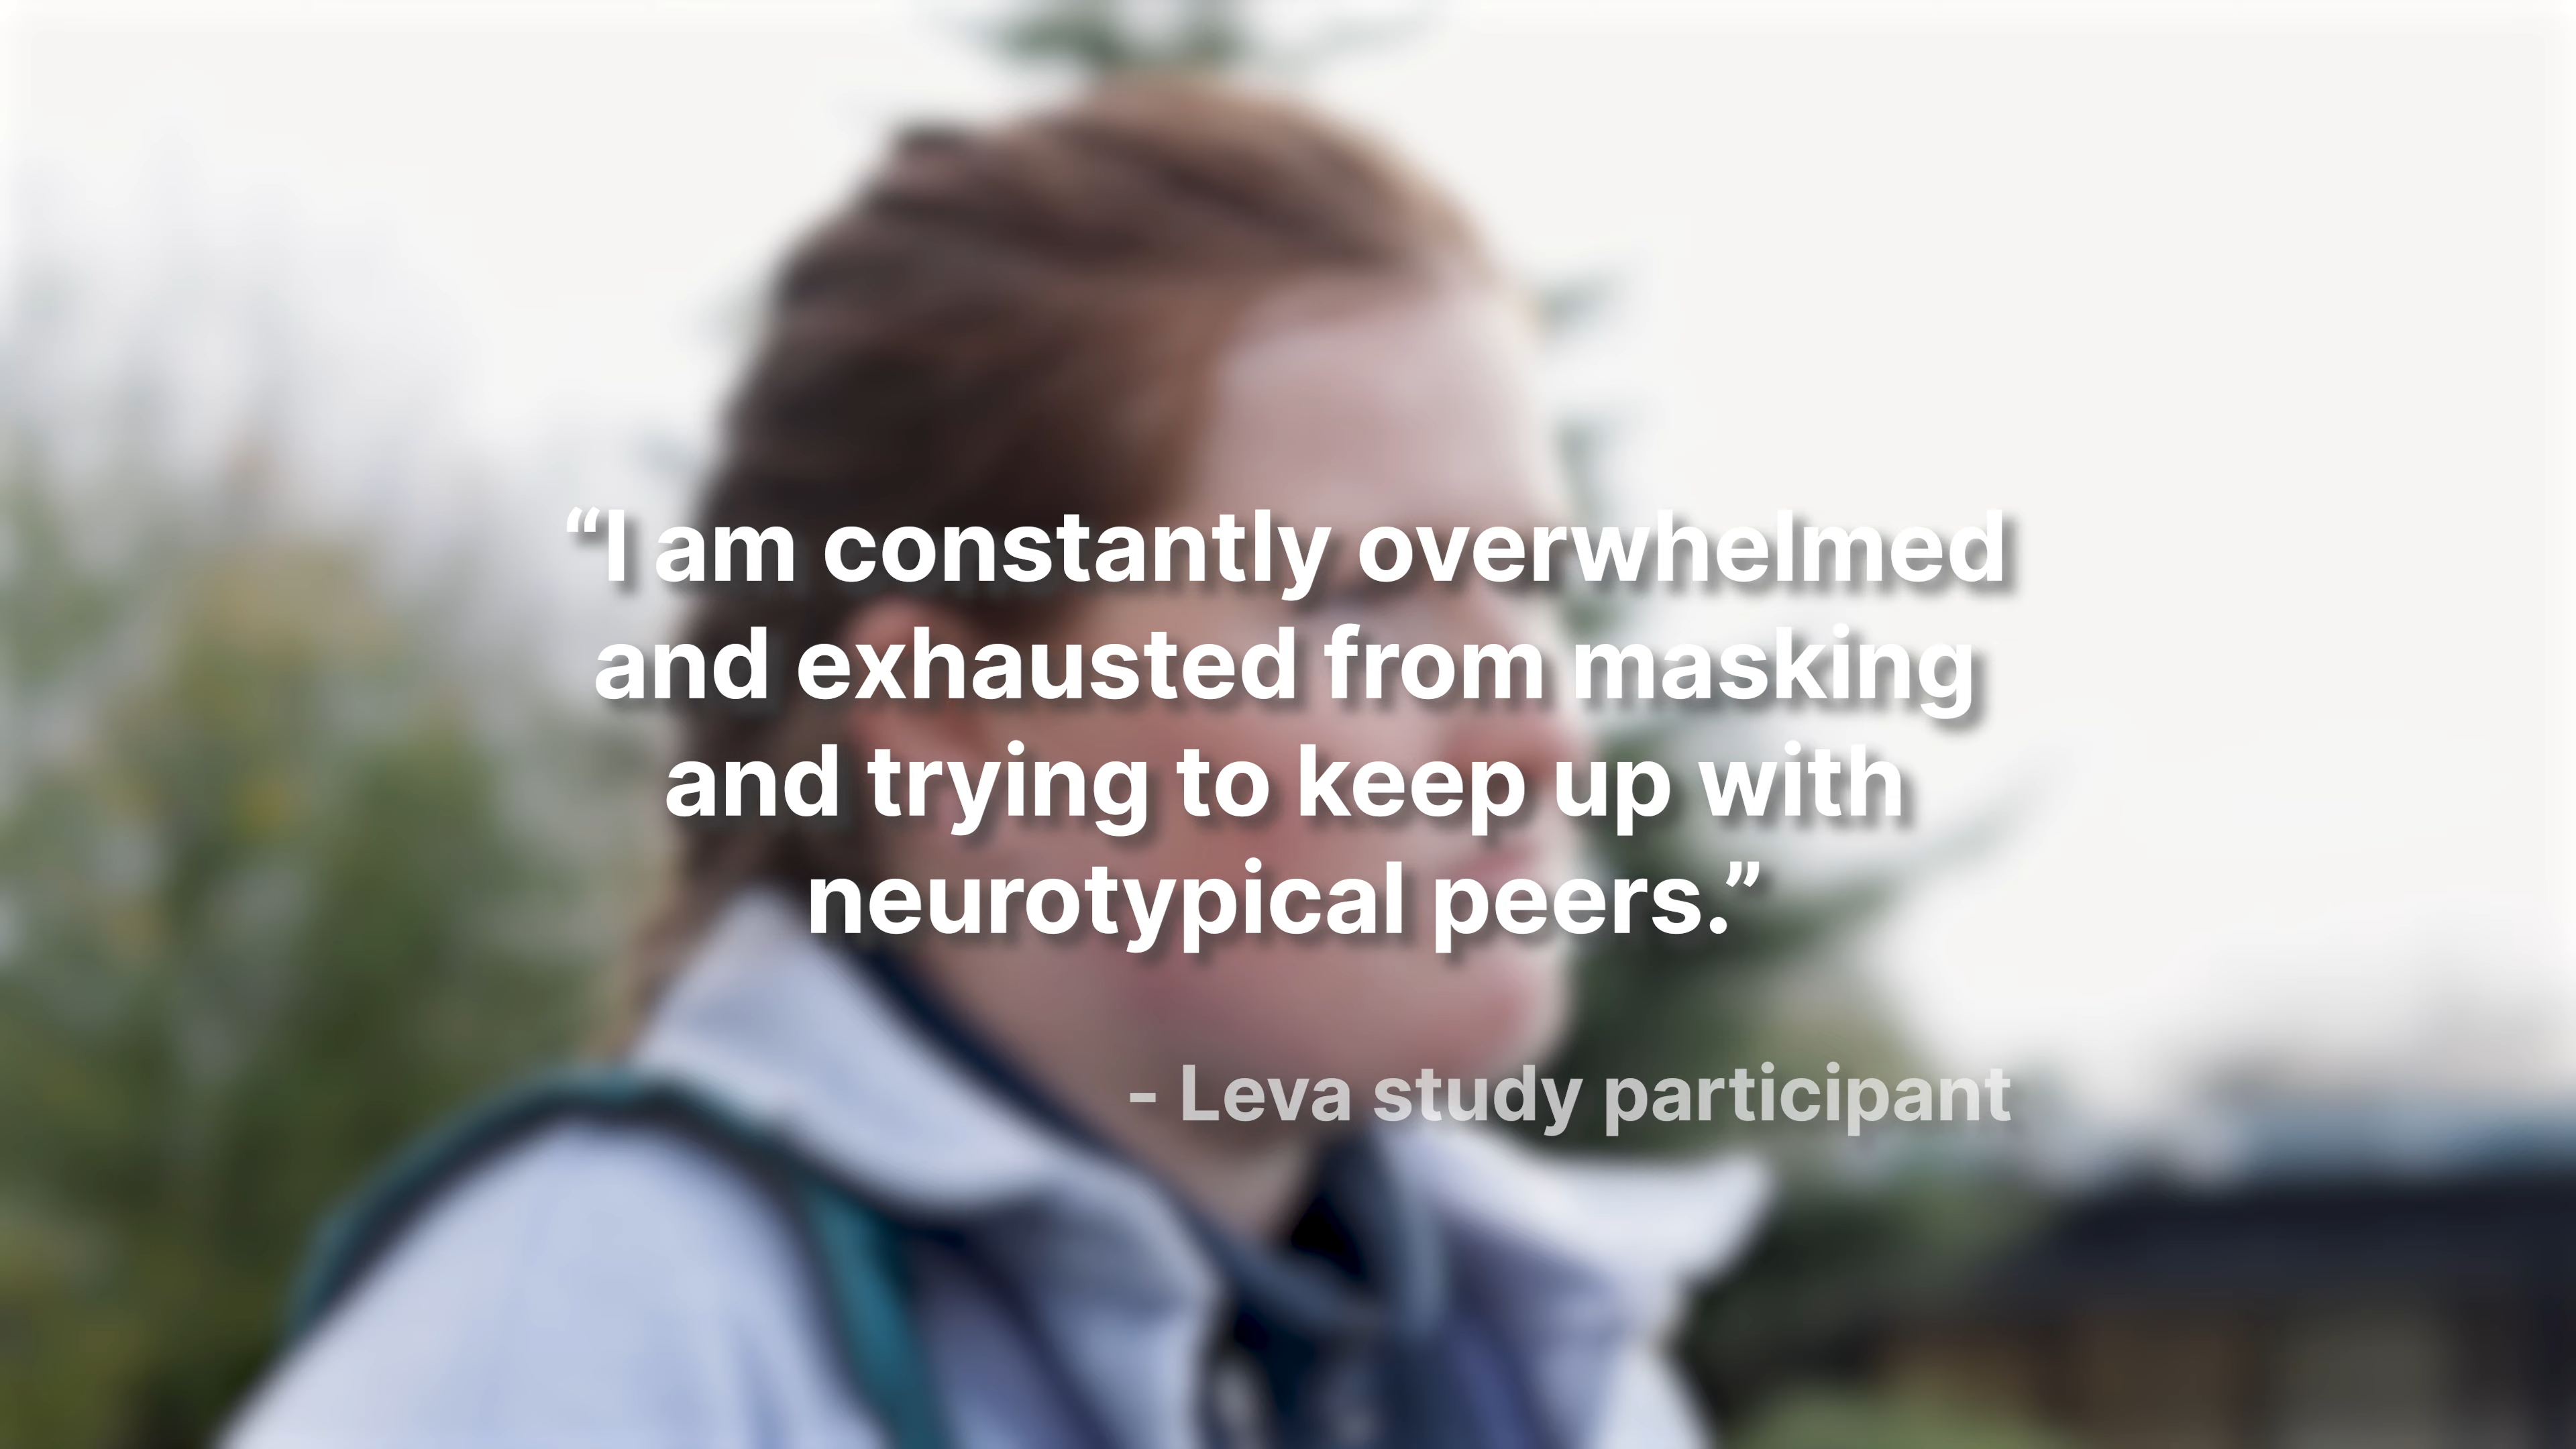 “I am constantly overwhelmed
and exhausted from masking
and trying to keep up with
neurotypical peers.”
- Leva study participant